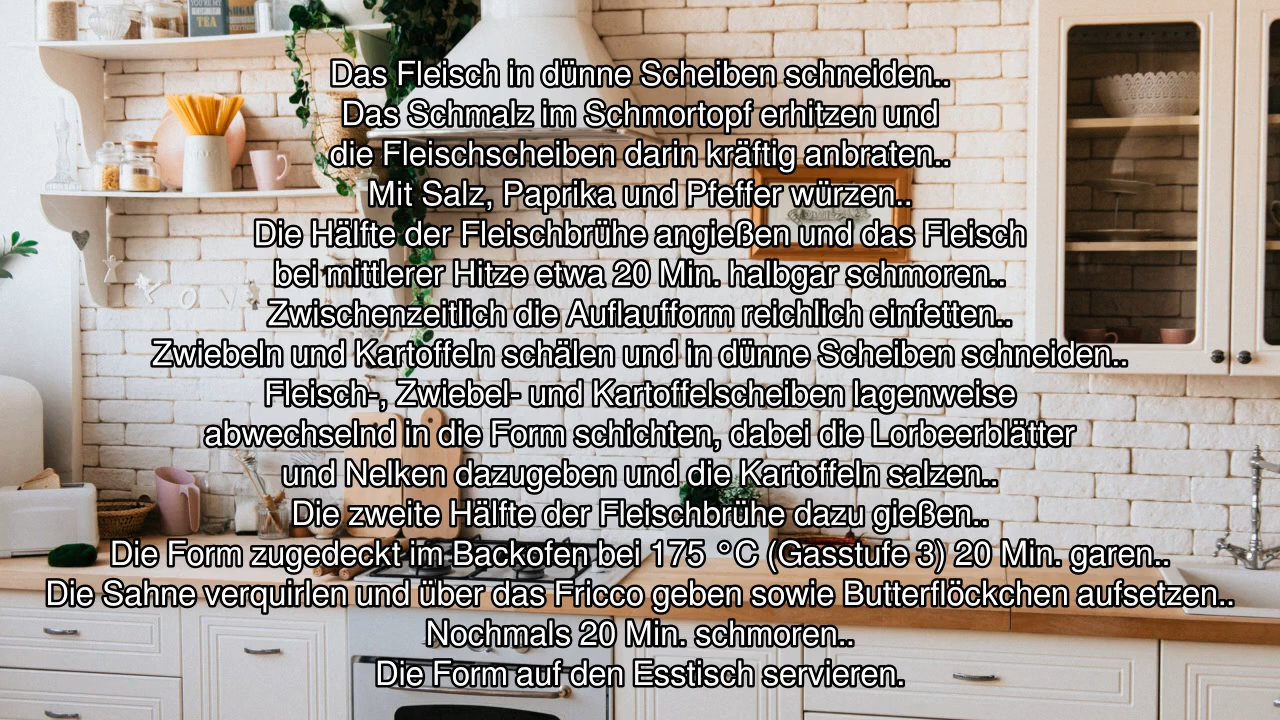 TEA
Das Fleisch in dünne Scheiben schneiden..
Das Schmalz im Schmortopf erhitzen und
die Fleischscheiben darin kräftig anbraten..
Mit Salz, Paprika und Pfeffer würzen..
Die Hälfte der Fleischbrühe angießen und das Fleisch
bei mittlerer Hitze etwa 20 Min. halbgar schmoren..
Zwischenzeitlich die Auflaufform reichlich einfetten..
Zwiebeln und Kartoffeln schälen und in dünne Scheiben schneiden..
Fleisch-, Zwiebel- und Kartoffelscheiben lagenweise
abwechselnd in die Form schichten, dabei die Lorbeerblätter
und Nelken dazugeben und die Kartoffeln salzen..
Die zweite Hälfte der Fleischbrühe dazu gießen..
Die Form zugedeckt im Backofen bei 175 °C (Gasstufe 3) 20 Min. garen..
Die Sahne verquirlen und über das Fricco geben sowie Butterflöckchen aufsetzen..
Nochmals 20 Min. schmoren..
Die Form auf den Esstisch servieren.